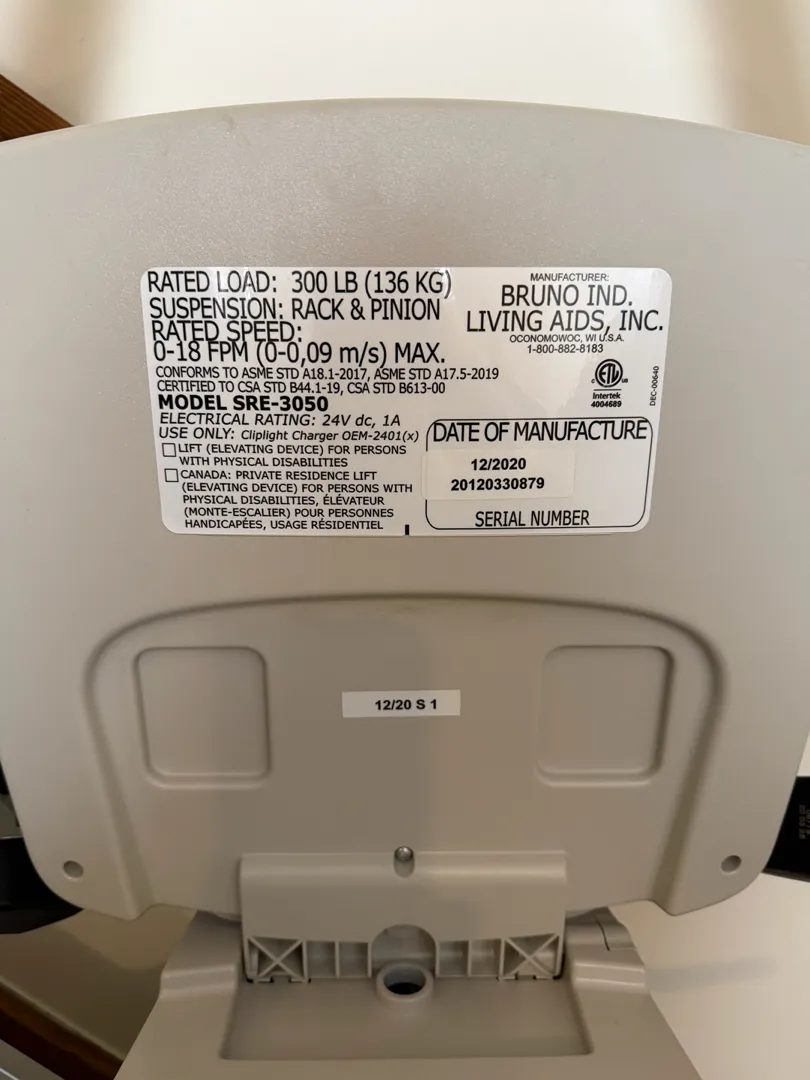 RATED LOAD: 300 LB (136 KG)
SUSPENSION: RACK & PINION
RATED SPEED:
0-18 FPM (0-0,09 m/s) MAX.
CONFORMS TO ASME STD A18.1-2017, ASME STD A17.5-2019
CERTIFIED TO CSA STD B44.1-19, CSA STD B613-00
MODEL SRE-3050
ELECTRICAL RATING: 24V dc, 1A
USE ONLY: Cliplight Charger OEM-2401(x)
LIFT (ELEVATING DEVICE) FOR PERSONS
WITH PHYSICAL DISABILITIES
CANADA: PRIVATE RESIDENCE LIFT
(ELEVATING DEVICE) FOR PERSONS WITH
PHYSICAL DISABILITIES, ÉLÉVATEUR
(MONTE-ESCALIER) POUR PERSONNES
HANDICAPÉES, USAGE RÉSIDENTIEL
MANUFACTURER:
BRUNO IND.
LIVING AIDS, INC.
OCONOMOWOC, WI U.S.A.
1-800-882-8183
C ETL US
Intertek
4004689
DEC-00640
DATE OF MANUFACTURE
12/2020
20120330879
SERIAL NUMBER
12/20 S 1